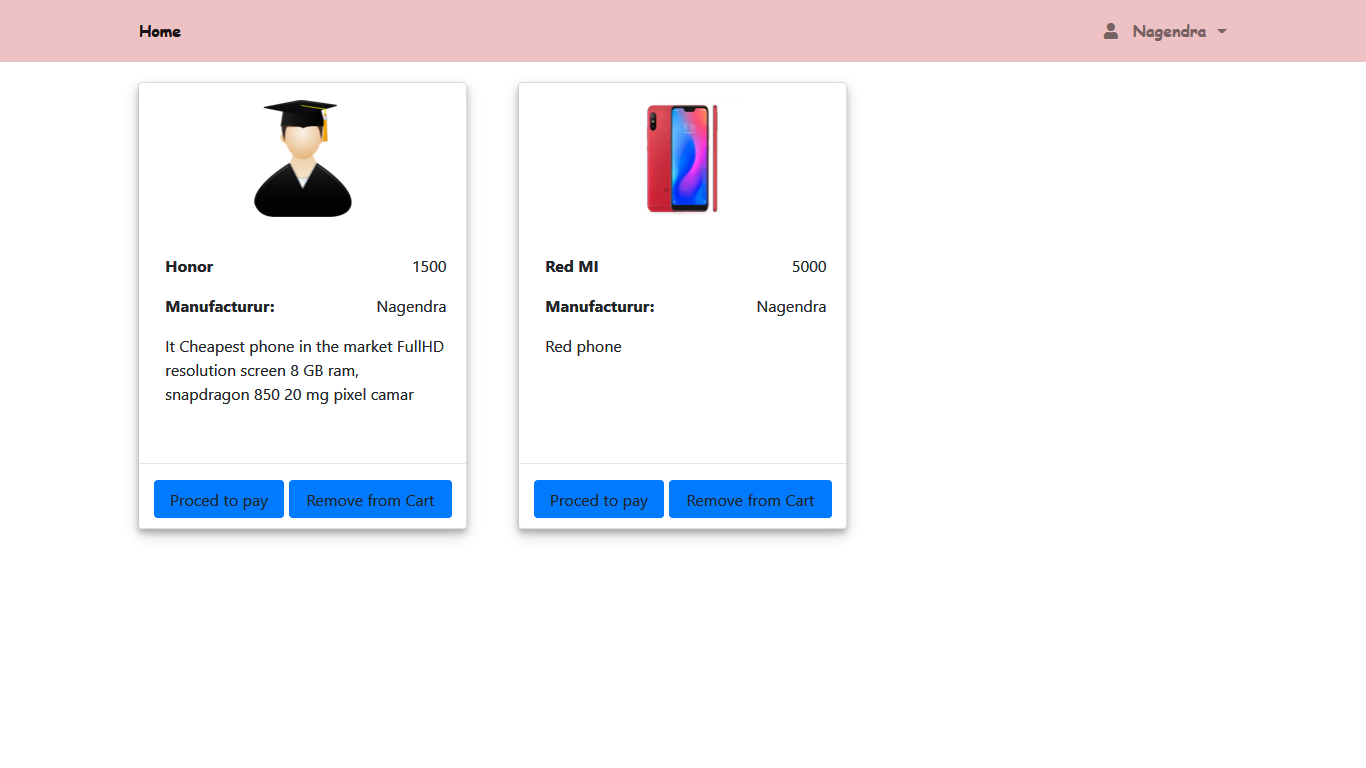 Home
Nagendra
Honor 1500
Manufacturur: Nagendra
It Cheapest phone in the market FullHD
resolution screen 8 GB ram,
snapdragon 850 20 mg pixel camar
Proced to pay Remove from Cart
Red MI 5000
Manufacturur: Nagendra
Red phone
Proced to pay Remove from Cart